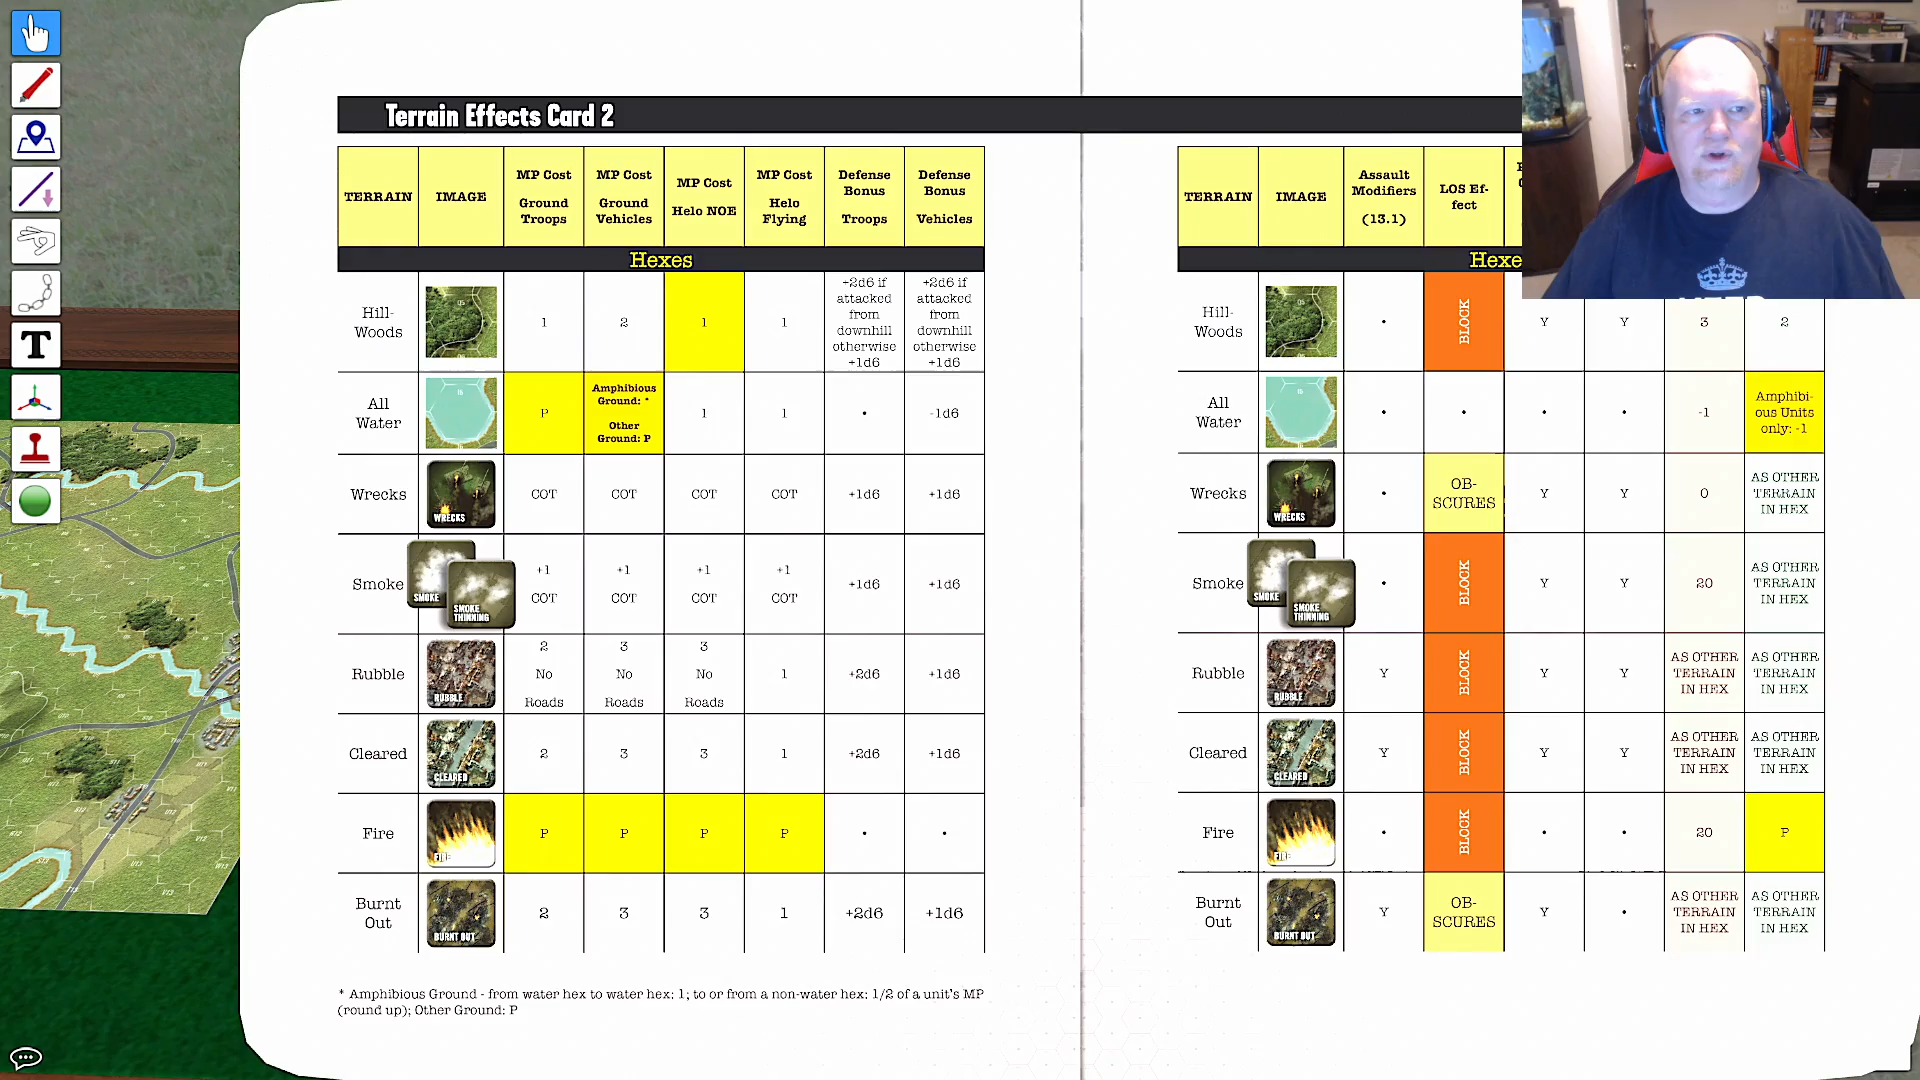 Terrain Effects Card 2
TERRAIN IMAGE MP Cost Ground Troops MP Cost Ground Vehicles MP Cost Helo NOE MP Cost Helo Flying Defense Bonus Troops Defense Bonus Vehicles
Hexes
Hill-Woods 1 2 1 1 +2d6 if attacked from downhill otherwise +1d6 +2d6 if attacked from downhill otherwise +1d6
All Water P Amphibious Ground: * Other Ground: P 1 1 • -1d6
Wrecks WRECKS COT COT COT COT +1d6 +1d6
Smoke SMOKE SMOKE THINNING +1 COT +1 COT +1 COT +1 COT +1d6 +1d6
Rubble RUBBLE 2 No Roads 3 No Roads 3 No Roads 1 +2d6 +1d6
Cleared CLEARED 2 3 3 1 +2d6 +1d6
Fire FIRE P P P P • •
Burnt Out BURNT OUT 2 3 3 1 +2d6 +1d6
* Amphibious Ground - from water hex to water hex: 1; to or from a non-water hex: 1/2 of a unit's MP
(round up); Other Ground: P
TERRAIN IMAGE Assault Modifiers (13.1) LOS Ef-fect
Hexe
Hill-Woods • BLOCK Y Y 3 2
All Water • • • • -1 Amphibi-ous Units only: -1
Wrecks WRECKS • OB-SCURES Y Y 0 AS OTHER TERRAIN IN HEX
Smoke SMOKE SMOKE THINNING • BLOCK Y Y 20 AS OTHER TERRAIN IN HEX
Rubble RUBBLE Y BLOCK Y Y AS OTHER TERRAIN IN HEX AS OTHER TERRAIN IN HEX
Cleared CLEARED Y BLOCK Y Y AS OTHER TERRAIN IN HEX AS OTHER TERRAIN IN HEX
Fire FIRE • BLOCK • • 20 P
Burnt Out BURNT OUT Y OB-SCURES Y • AS OTHER TERRAIN IN HEX AS OTHER TERRAIN IN HEX
T